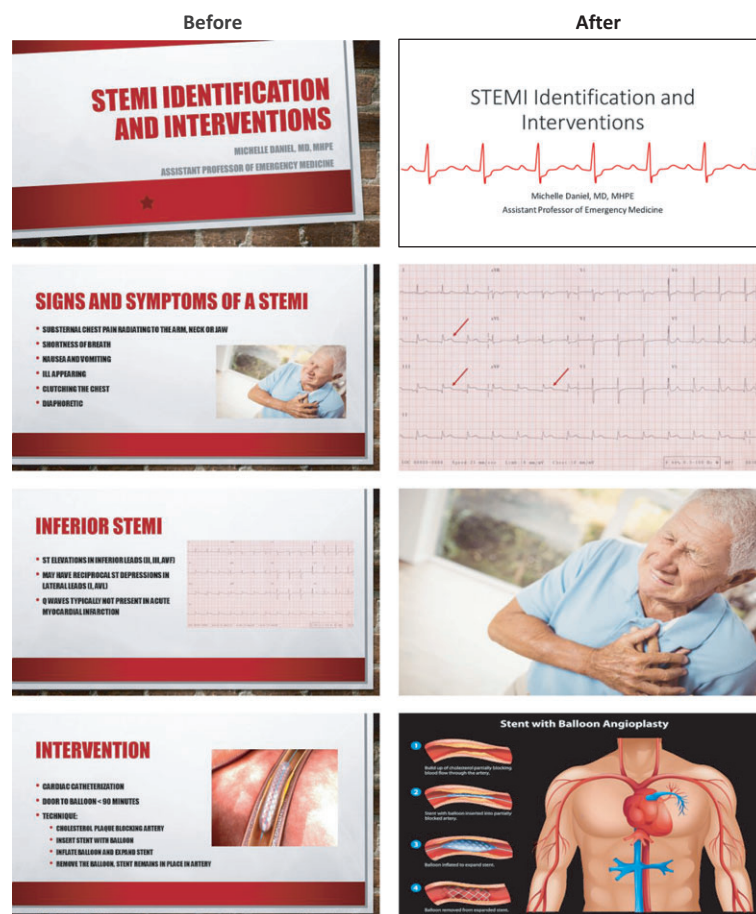 Before
After
STEMI IDENTIFICATION
AND INTERVENTIONS
MICHELLE DANIEL, MD, MHPE
ASSISTANT PROFESSOR OF EMERGENCY MEDICINE
STEMI Identification and
Interventions
Michelle Daniel, MD, MHPE
Assistant Professor of Emergency Medicine
SIGNS AND SYMPTOMS OF A STEMI
• SUBSTERNAL CHEST PAIN RADIATING TO THE ARM, NECK OR JAW
• SHORTNESS OF BREATH
• NAUSEA AND VOMITING
• ILL APPEARING
• CLUTCHING THE CHEST
• DIAPHORETIC
INFERIOR STEMI
• ST ELEVATIONS IN INFERIOR LEADS (II, III, AVF)
• MAY HAVE RECIPROCAL ST DEPRESSIONS IN
LATERAL LEADS (I, AVL)
• Q WAVES TYPICALLY NOT PRESENT IN ACUTE
MYOCARDIAL INFARCTION
INTERVENTION
• CARDIAC CATHETERIZATION
• DOOR TO BALLOON < 90 MINUTES
• TECHNIQUE:
• CHOLESTEROL PLAQUE BLOCKING ARTERY
• INSERT STENT WITH BALLOON
• INFLATE BALLOON AND EXPAND STENT
• REMOVE THE BALLOON, STENT REMAINS IN PLACE IN ARTERY
Stent with Balloon Angioplasty
1
Build up of cholesterol partially blocking
blood flow through the artery.
2
Stent with balloon inserted into partially
blocked artery.
3
Balloon inflated to expand stent.
4
Balloon removed from expanded stent.